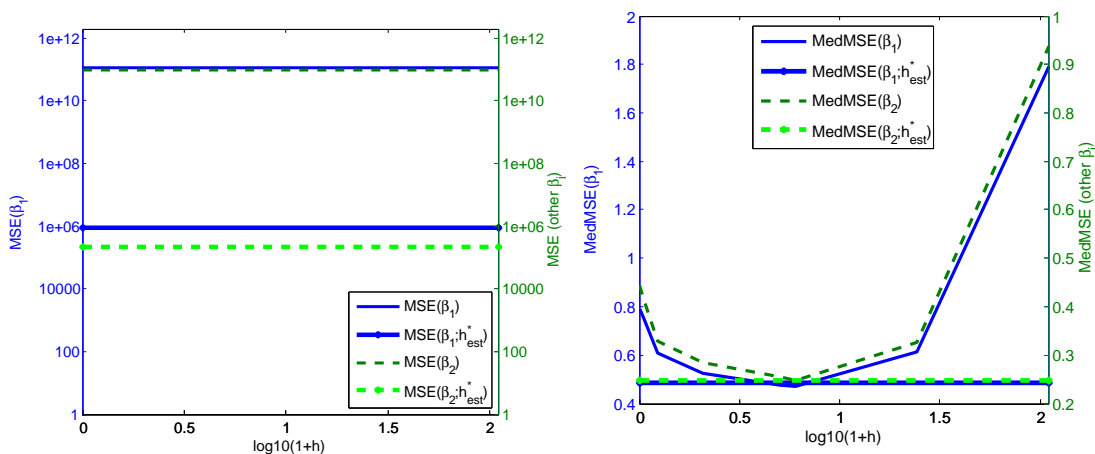 1e+12
1e+10
1e+08
1e+06
10000
100
1
MSE(β₁)
1e+12
1e+10
1e+08
1e+06
10000
100
1
MSE (other βᵢ)
MSE(β₁)
MSE(β₁;h*est)
MSE(β₂)
MSE(β₂;h*est)
0 0.5 1 1.5 2
log10(1+h)
2
1.8
1.6
1.4
1.2
1
0.8
0.6
0.4
MedMSE(β₁)
MedMSE(β₁)
MedMSE(β₁;h*est)
MedMSE(β₂)
MedMSE(β₂;h*est)
1
0.9
0.8
0.7
0.6
0.5
0.4
0.3
0.2
MedMSE (other βᵢ)
0 0.5 1 1.5 2
log10(1+h)